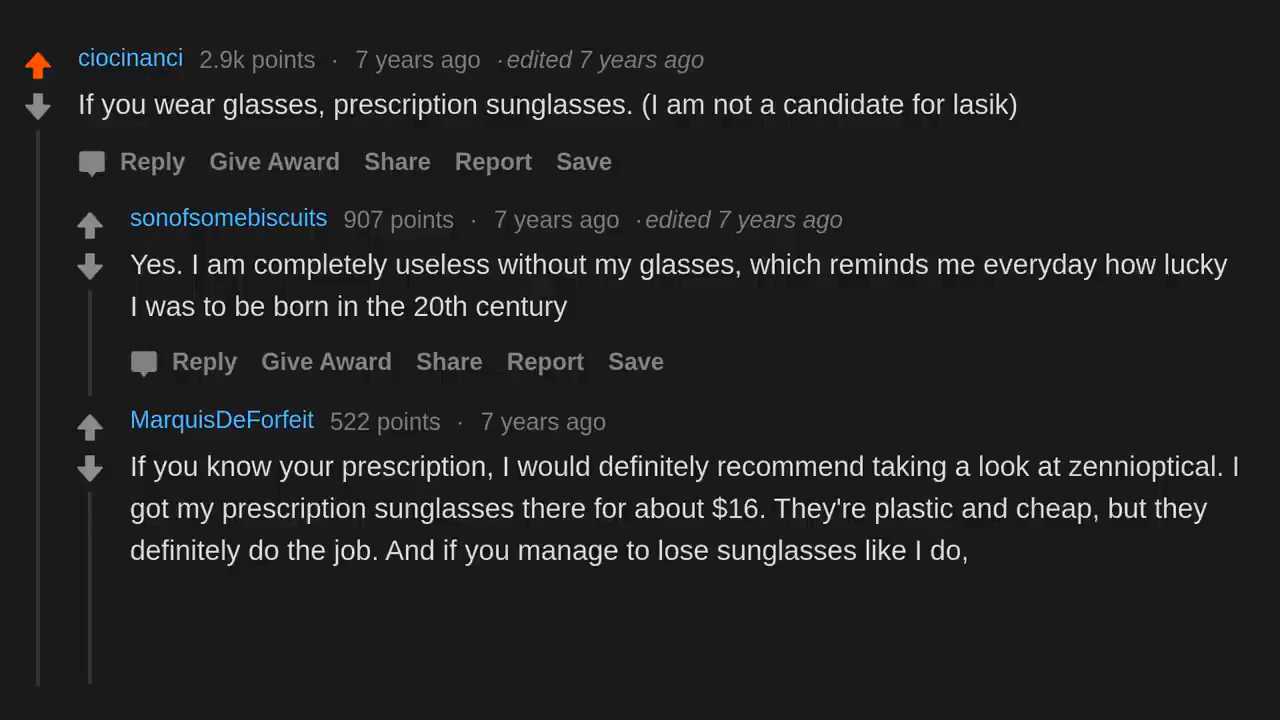 ciocinanci 2.9k points · 7 years ago · edited 7 years ago
If you wear glasses, prescription sunglasses. (I am not a candidate for lasik)
Reply Give Award Share Report Save
sonofsomebiscuits 907 points · 7 years ago · edited 7 years ago
Yes. I am completely useless without my glasses, which reminds me everyday how lucky
I was to be born in the 20th century
Reply Give Award Share Report Save
MarquisDeForfeit 522 points · 7 years ago
If you know your prescription, I would definitely recommend taking a look at zennioptical. I
got my prescription sunglasses there for about $16. They're plastic and cheap, but they
definitely do the job. And if you manage to lose sunglasses like I do,